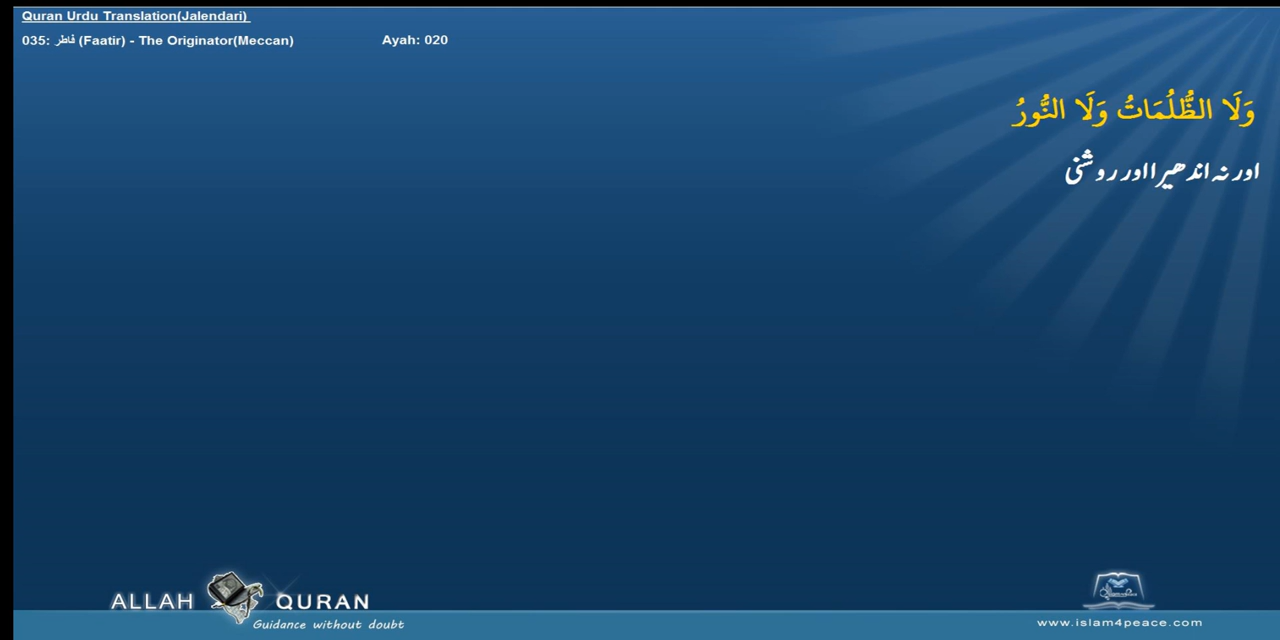 Quran Urdu Translation(Jalendari)
035: فاطر (Faatir) - The Originator(Meccan) Ayah: 020
وَلَا الظُّلُمَاتُ وَلَا النُّورُ
اور نہ اندھیرا اور روشنی
ALLAH QURAN
Guidance without doubt
www.islam4peace.com